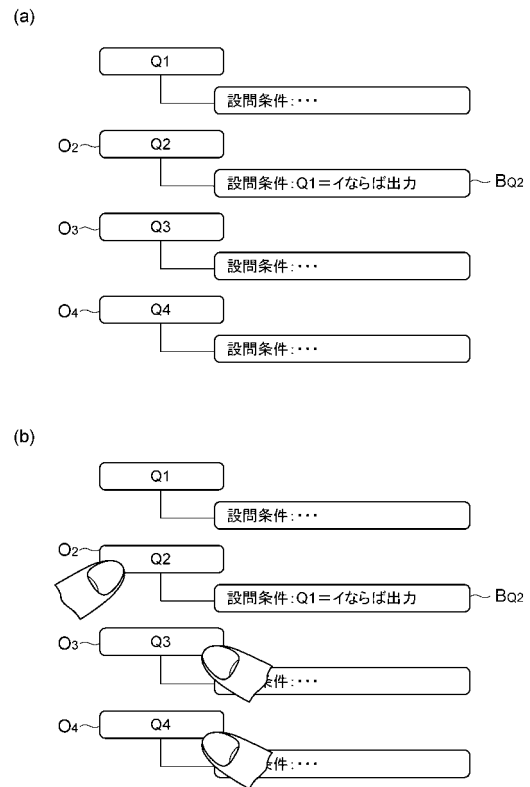 (a)
Q1
設問条件:・・・
O2 Q2
設問条件:Q1=イならば出力 BQ2
O3 Q3
設問条件:・・・
O4 Q4
設問条件:・・・
(b)
Q1
設問条件:・・・
O2 Q2
設問条件:Q1=イならば出力 BQ2
O3 Q3
条件:・・・
O4 Q4
条件:・・・